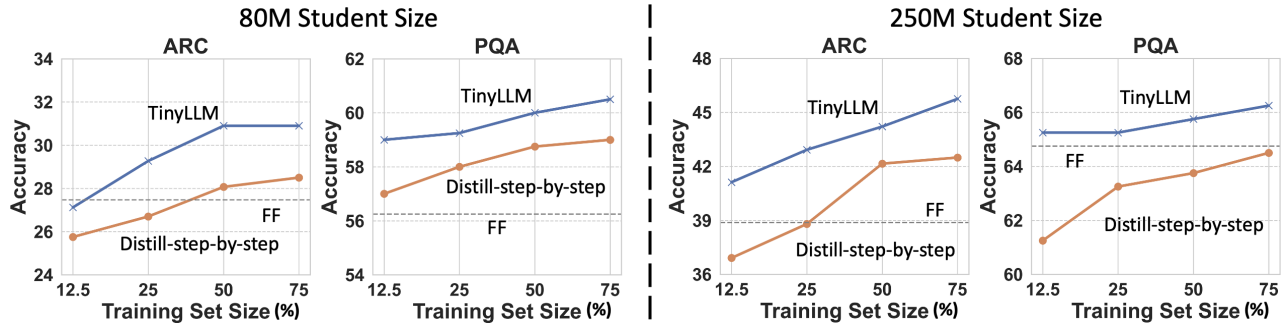 80M Student Size
250M Student Size
ARC
PQA
ARC
PQA
Accuracy
34
32
30
28
26
24
TinyLLM
FF
Distill-step-by-step
12.5
25
50
75
Training Set Size (%)
Accuracy
62
60
58
56
54
TinyLLM
Distill-step-by-step
FF
12.5
25
50
75
Training Set Size (%)
Accuracy
48
45
42
39
36
TinyLLM
FF
Distill-step-by-step
12.5
25
50
75
Training Set Size (%)
Accuracy
68
66
64
62
60
TinyLLM
FF
Distill-step-by-step
12.5
25
50
75
Training Set Size (%)